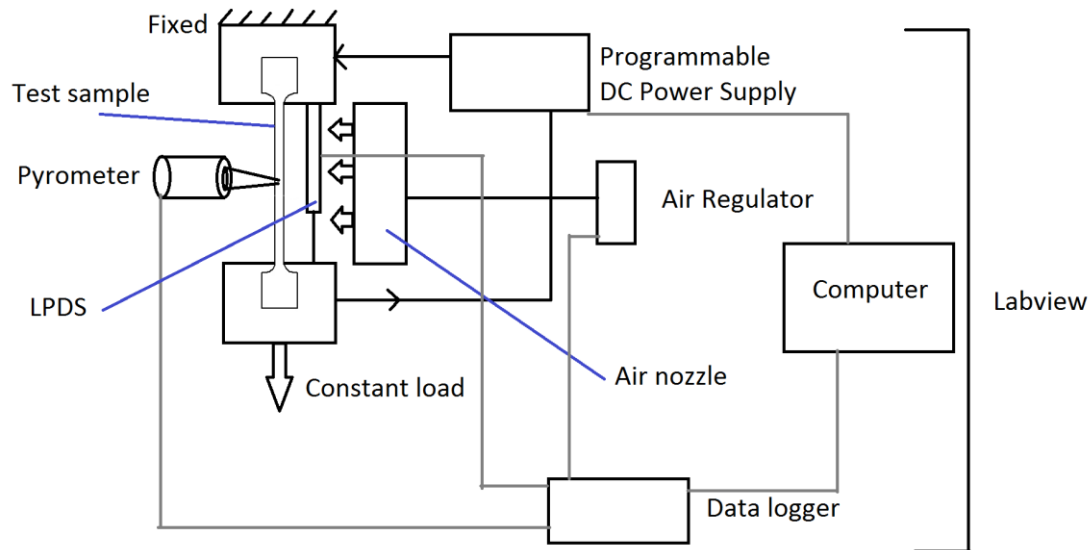 Fixed
Programmable
DC Power Supply
Test sample
Pyrometer
Air Regulator
LPDS
Computer
Labview
Constant load
Air nozzle
Data logger